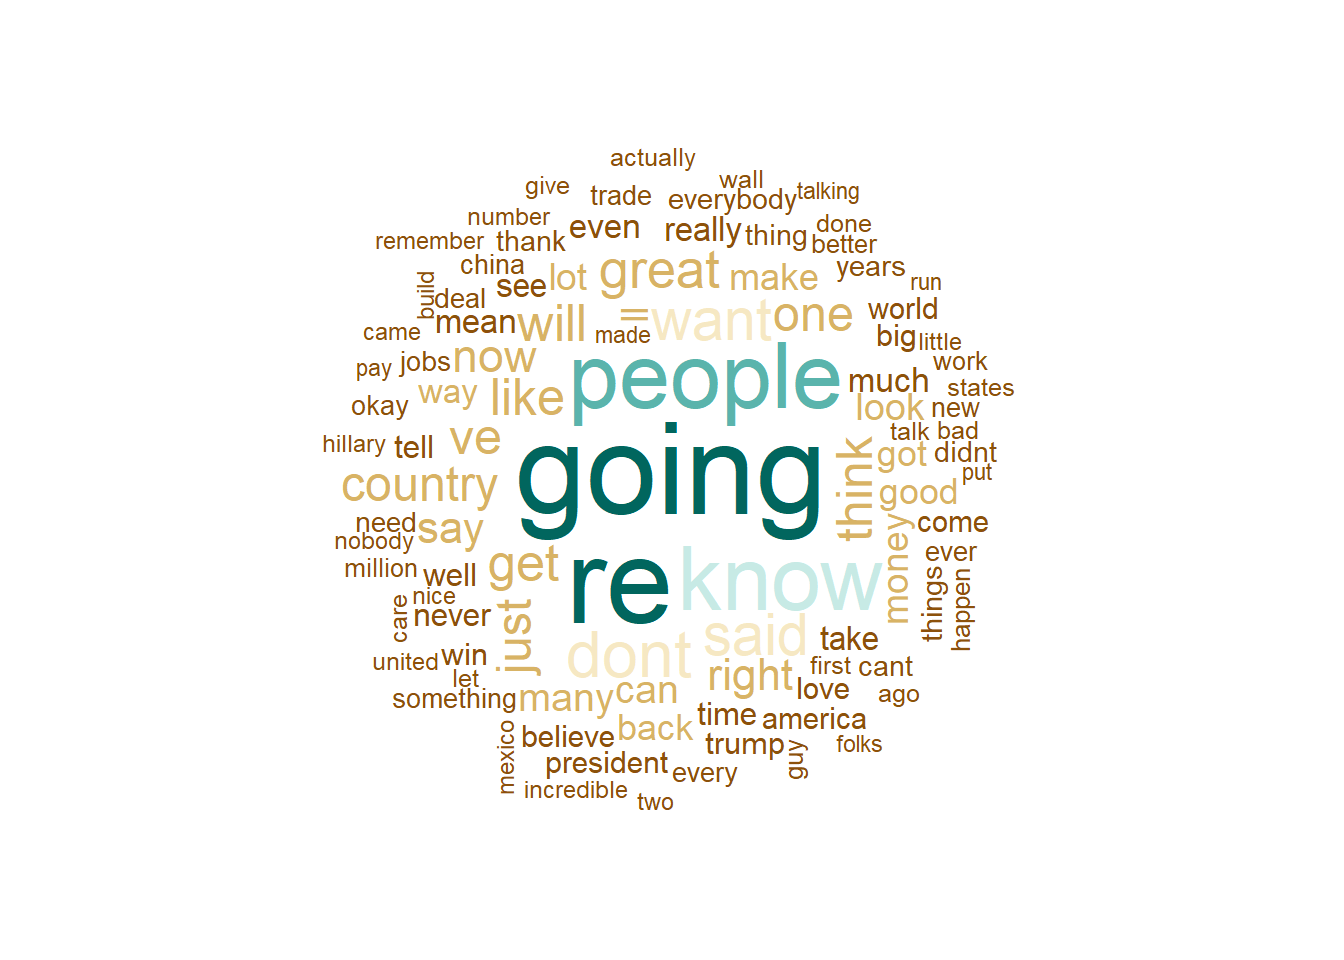 actually
give
wall
trade
everybody
talking
number
even
really
thing
done
remember
thank
better
china
lot
great
make
years
build
deal
see
run
mean
will
=
want
one
world
came
made
big
little
pay
jobs
now
people
much
work
okay
way
like
look
new
states
hillary
tell
ve
going
think
talk
bad
got
didnt
country
good
put
need
say
money
come
nobody
ever
million
well
get
re
know
things
happen
care
nice
never
just
dont
said
take
united
win
let
right
first
cant
something
many
can
love
ago
mexico
believe
back
time
america
president
trump
guy
folks
every
incredible
two